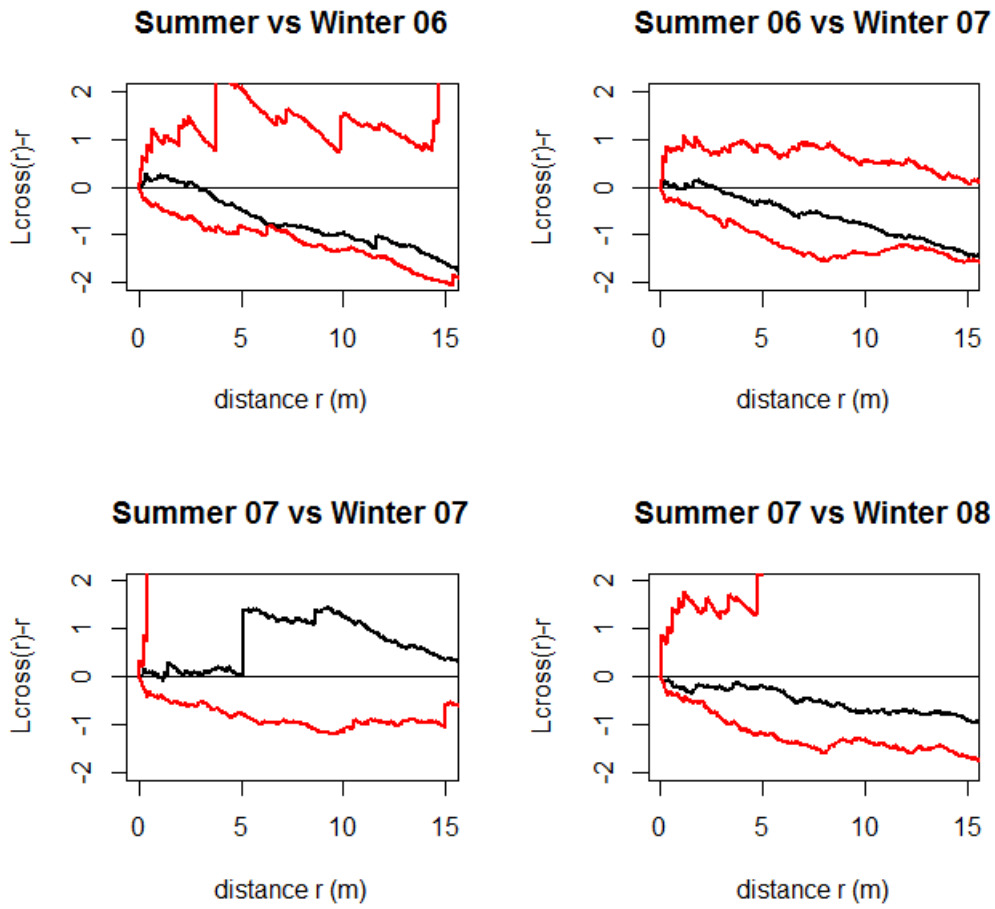 Summer vs Winter 06
Lcross(r)-r
2
1
0
-1
-2
0 5 10 15
distance r (m)
Summer 06 vs Winter 07
Lcross(r)-r
2
1
0
-1
-2
0 5 10 15
distance r (m)
Summer 07 vs Winter 07
Lcross(r)-r
2
1
0
-1
-2
0 5 10 15
distance r (m)
Summer 07 vs Winter 08
Lcross(r)-r
2
1
0
-1
-2
0 5 10 15
distance r (m)